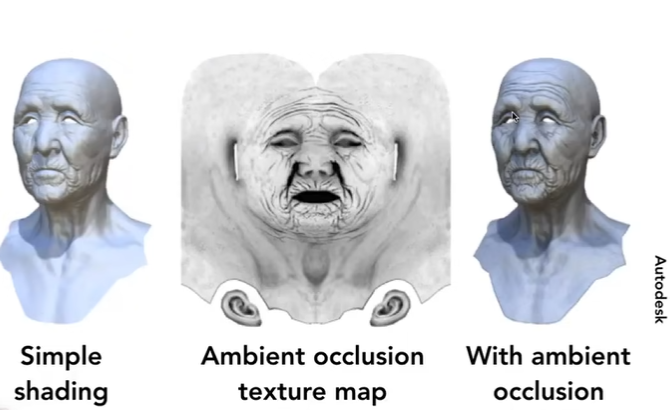 Autodesk
Simple
shading
Ambient occlusion
texture map
With ambient
occlusion